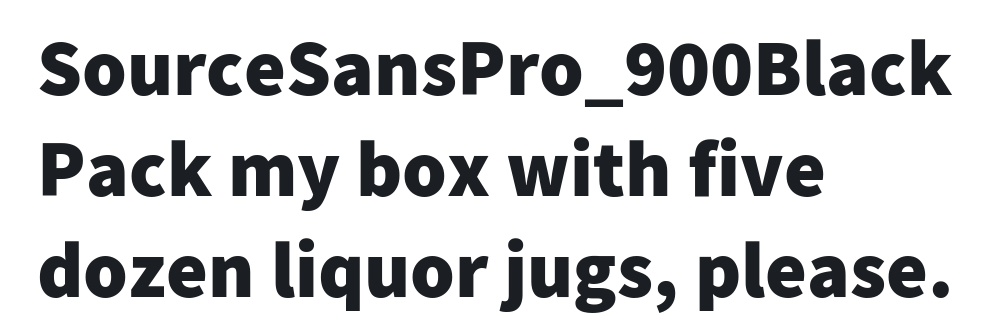 SourceSansPro_900Black
Pack my box with five
dozen liquor jugs, please.